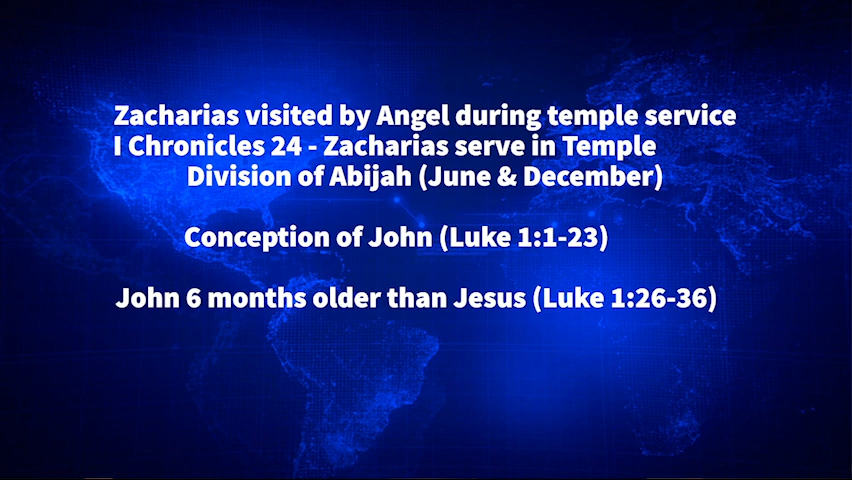 Zacharias visited by Angel during temple service
I Chronicles 24 - Zacharias serve in Temple
Division of Abijah (June & December)
Conception of John (Luke 1:1-23)
John 6 months older than Jesus (Luke 1:26-36)